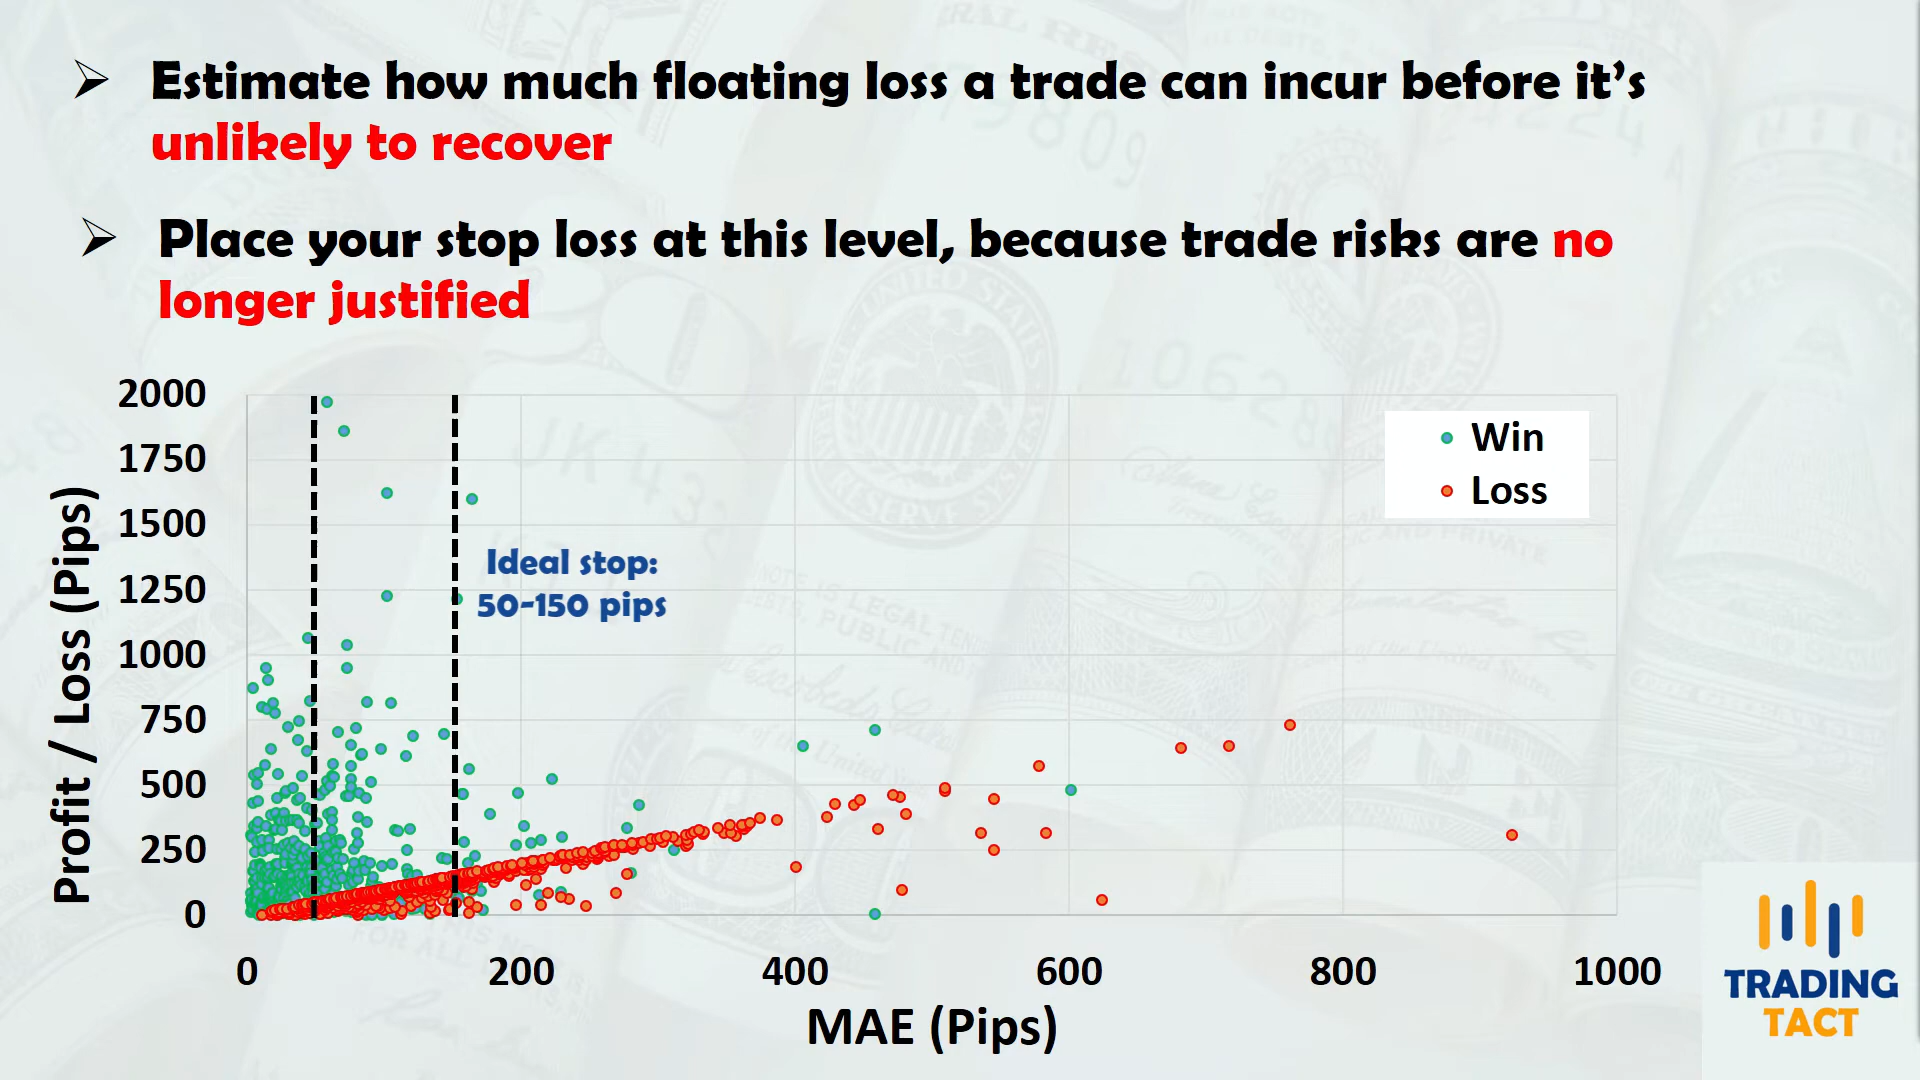 Estimate how much floating loss a trade can incur before it’s
unlikely to recover
Place your stop loss at this level, because trade risks are no
longer justified
2000
1750
1500
1250
1000
750
500
250
0
Profit / Loss (Pips)
Win
Loss
Ideal stop:
50-150 pips
0 200 400 600 800 1000
MAE (Pips)
TRADING
TACT